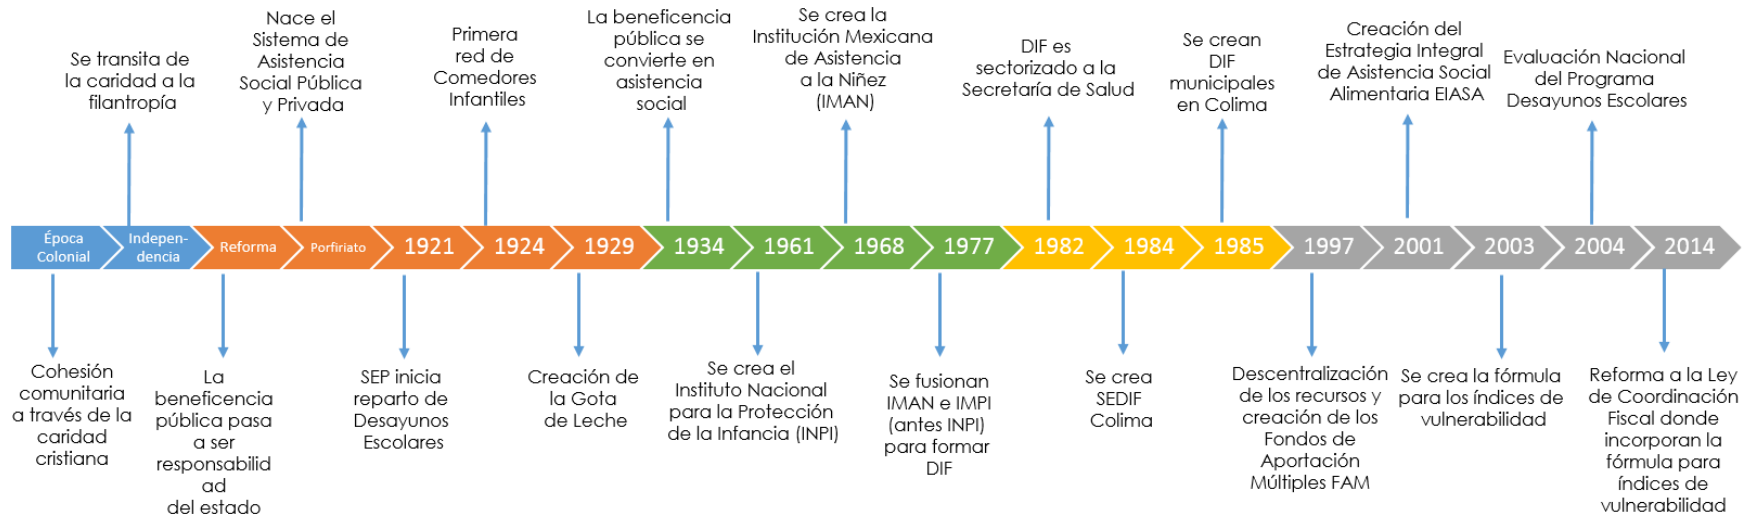 Se transita de
la caridad a la
filantropía
Nace el
Sistema de
Asistencia
Social Pública
y Privada
Primera
red de
Comedores
Infantiles
La beneficencia
pública se
convierte en
asistencia
social
Se crea la
Institución Mexicana
de Asistencia
a la Niñez
(IMAN)
DIF es
sectorizado a la
Secretaría de Salud
Se crean
DIF
municipales
en Colima
Creación del
Estrategia Integral
de Asistencia Social
Alimentaria EIASA
Evaluación Nacional
del Programa
Desayunos Escolares
Época
Colonial
Indepen-
dencia
Reforma
Porfiriato
1921
1924
1929
1934
1961
1968
1977
1982
1984
1985
1997
2001
2003
2004
2014
Cohesión
comunitaria
a través de la
caridad
cristiana
La
beneficencia
pública pasa
a ser
responsabilid
ad
del estado
SEP inicia
reparto de
Desayunos
Escolares
Creación de
la Gota
de Leche
Se crea el
Instituto Nacional
para la Protección
de la Infancia (INPI)
Se fusionan
IMAN e IMPI
(antes INPI)
para formar
DIF
Se crea
SEDIF
Colima
Descentralización
de los recursos y
creación de los
Fondos de
Aportación
Múltiples FAM
Se crea la fórmula
para los índices de
vulnerabilidad
Reforma a la Ley
de Coordinación
Fiscal donde
incorporan la
fórmula para
índices de
vulnerabilidad